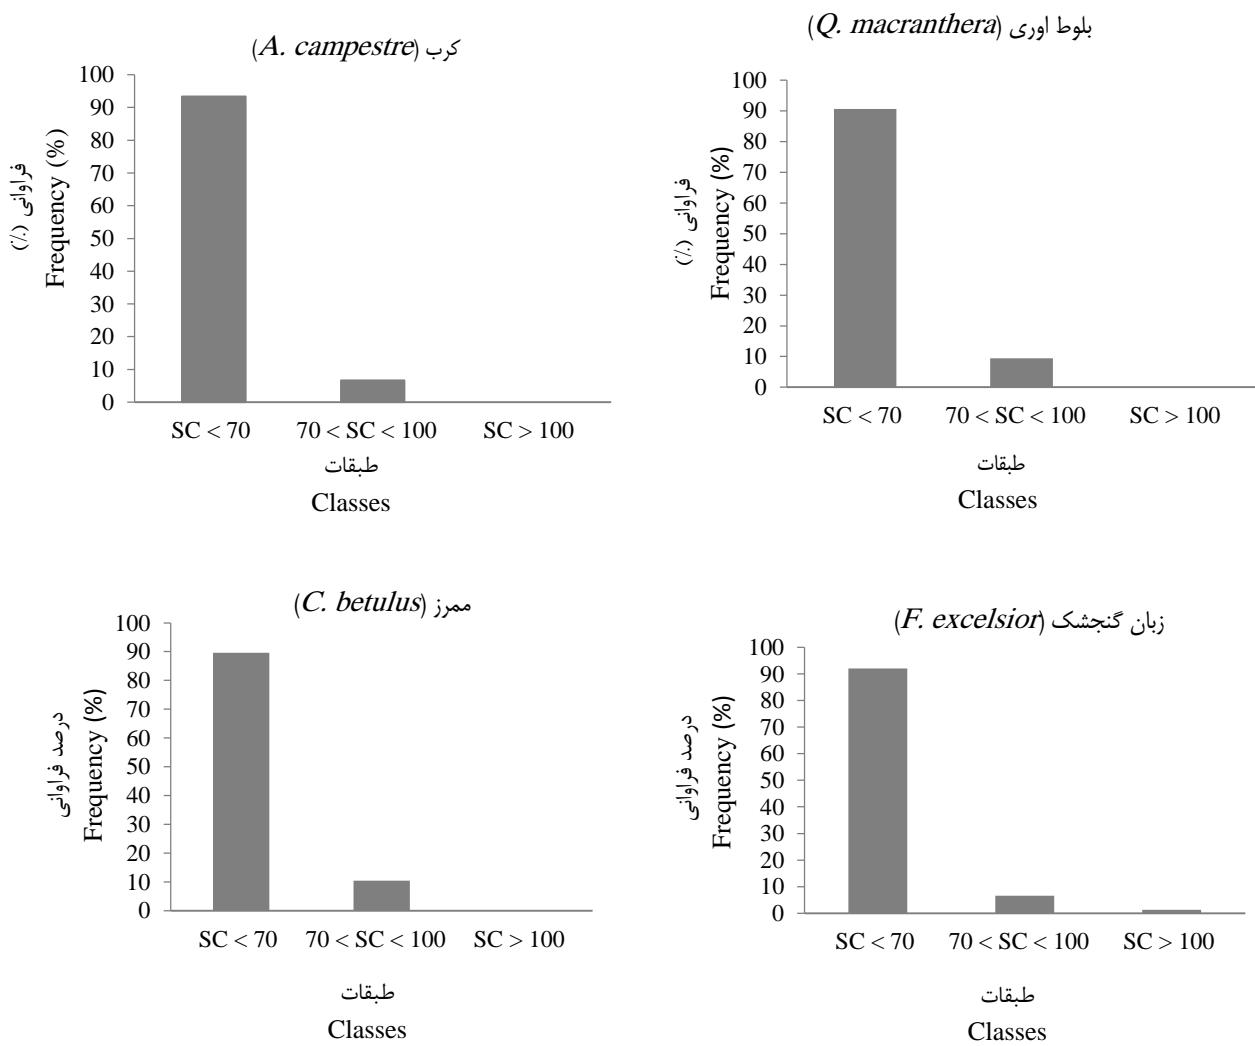 کرب (A. campestre)
100
90
80
70
60
50
40
30
20
10
0
فراوانی (٪)
Frequency (%)
SC < 70
70 < SC < 100
SC > 100
طبقات
Classes
بلوط اوری (Q. macranthera)
100
90
80
70
60
50
40
30
20
10
0
فراوانی (٪)
Frequency (%)
SC < 70
70 < SC < 100
SC > 100
طبقات
Classes
ممرز (C. betulus)
100
90
80
70
60
50
40
30
20
10
0
درصد فراوانی
Frequency (%)
SC < 70
70 < SC < 100
SC > 100
طبقات
Classes
زبان گنجشک (F. excelsior)
100
90
80
70
60
50
40
30
20
10
0
درصد فراوانی
Frequency (%)
SC < 70
70 < SC < 100
SC > 100
طبقات
Classes